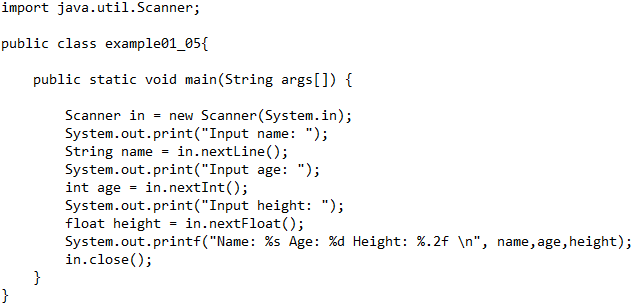 import java.util.Scanner;
public class example01_05{
public static void main(String args[]) {
Scanner in = new Scanner(System.in);
System.out.print("Input name: ");
String name = in.nextLine();
System.out.print("Input age: ");
int age = in.nextInt();
System.out.print("Input height: ");
float height = in.nextFloat();
System.out.printf("Name: %s Age: %d Height: %.2f \n", name,age,height);
in.close();
}
}